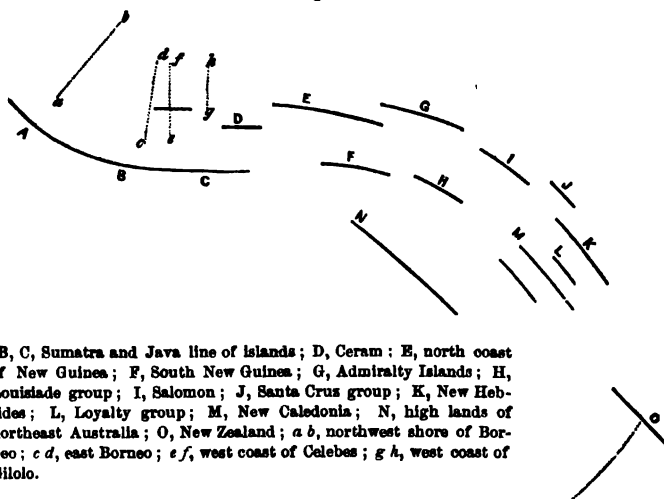 b
d f h
E G
a
A
g
D
c e
B C
F H
I J
N M L K
B, C, Sumatra and Java line of islands; D, Ceram; E, north coast
f New Guinea; F, South New Guinea; G, Admiralty Islands; H,
ouisiade group; I, Salomon; J, Santa Cruz group; K, New Heb-
ides; L, Loyalty group; M, New Caledonia; N, high lands of
ortheast Australia; O, New Zealand; a b, northwest shore of Bor-
eo; c d, east Borneo; e f, west coast of Celebes; g h, west coast of
ilolo.
O